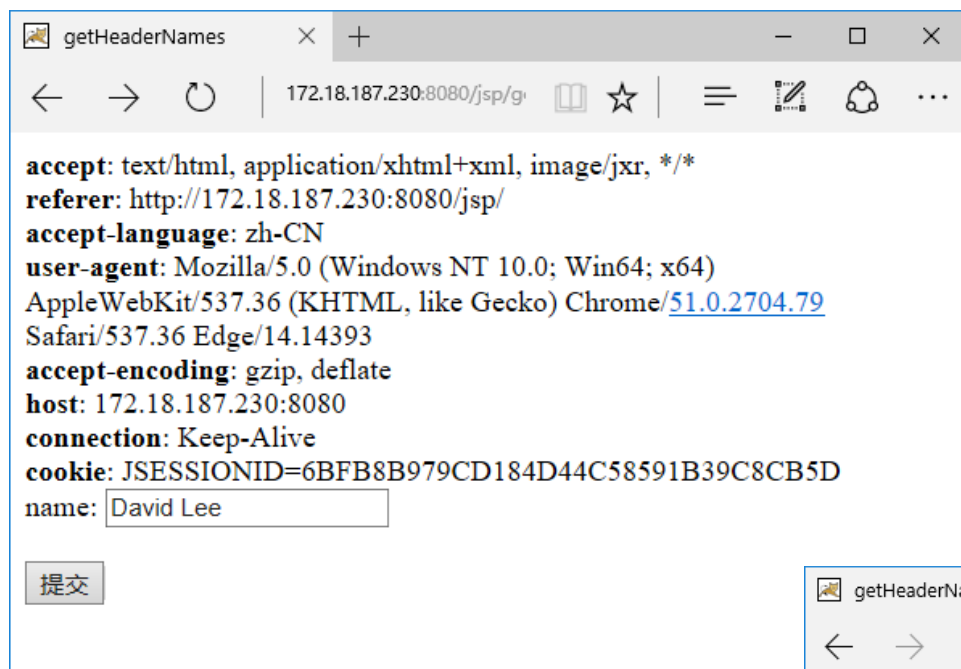 getHeaderNames
172.18.187.230:8080/jsp/g
accept: text/html, application/xhtml+xml, image/jxr, */*
referer: http://172.18.187.230:8080/jsp/
accept-language: zh-CN
user-agent: Mozilla/5.0 (Windows NT 10.0; Win64; x64)
AppleWebKit/537.36 (KHTML, like Gecko) Chrome/51.0.2704.79
Safari/537.36 Edge/14.14393
accept-encoding: gzip, deflate
host: 172.18.187.230:8080
connection: Keep-Alive
cookie: JSESSIONID=6BFB8B979CD184D44C58591B39C8CB5D
name: David Lee
提交
getHeaderNa